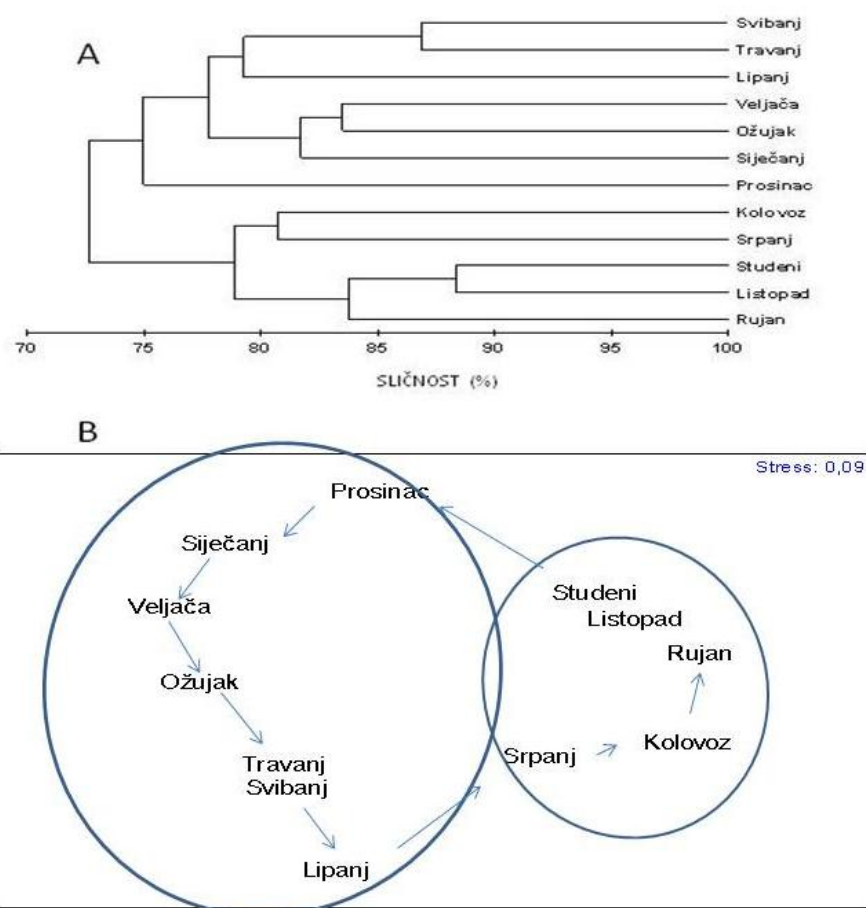 A
Svibanj
Travanj
Lipanj
Veljača
Ožujak
Siječanj
Prosinac
Kolovoz
Srpanj
Studeni
Listopad
Rujan
70 75 80 85 90 95 100
SLIČNOST (%)
B
Stress: 0,09
Prosinac
Siječanj
Veljača
Ožujak
Travanj
Svibanj
Lipanj
Studeni
Listopad
Rujan
Kolovoz
Srpanj